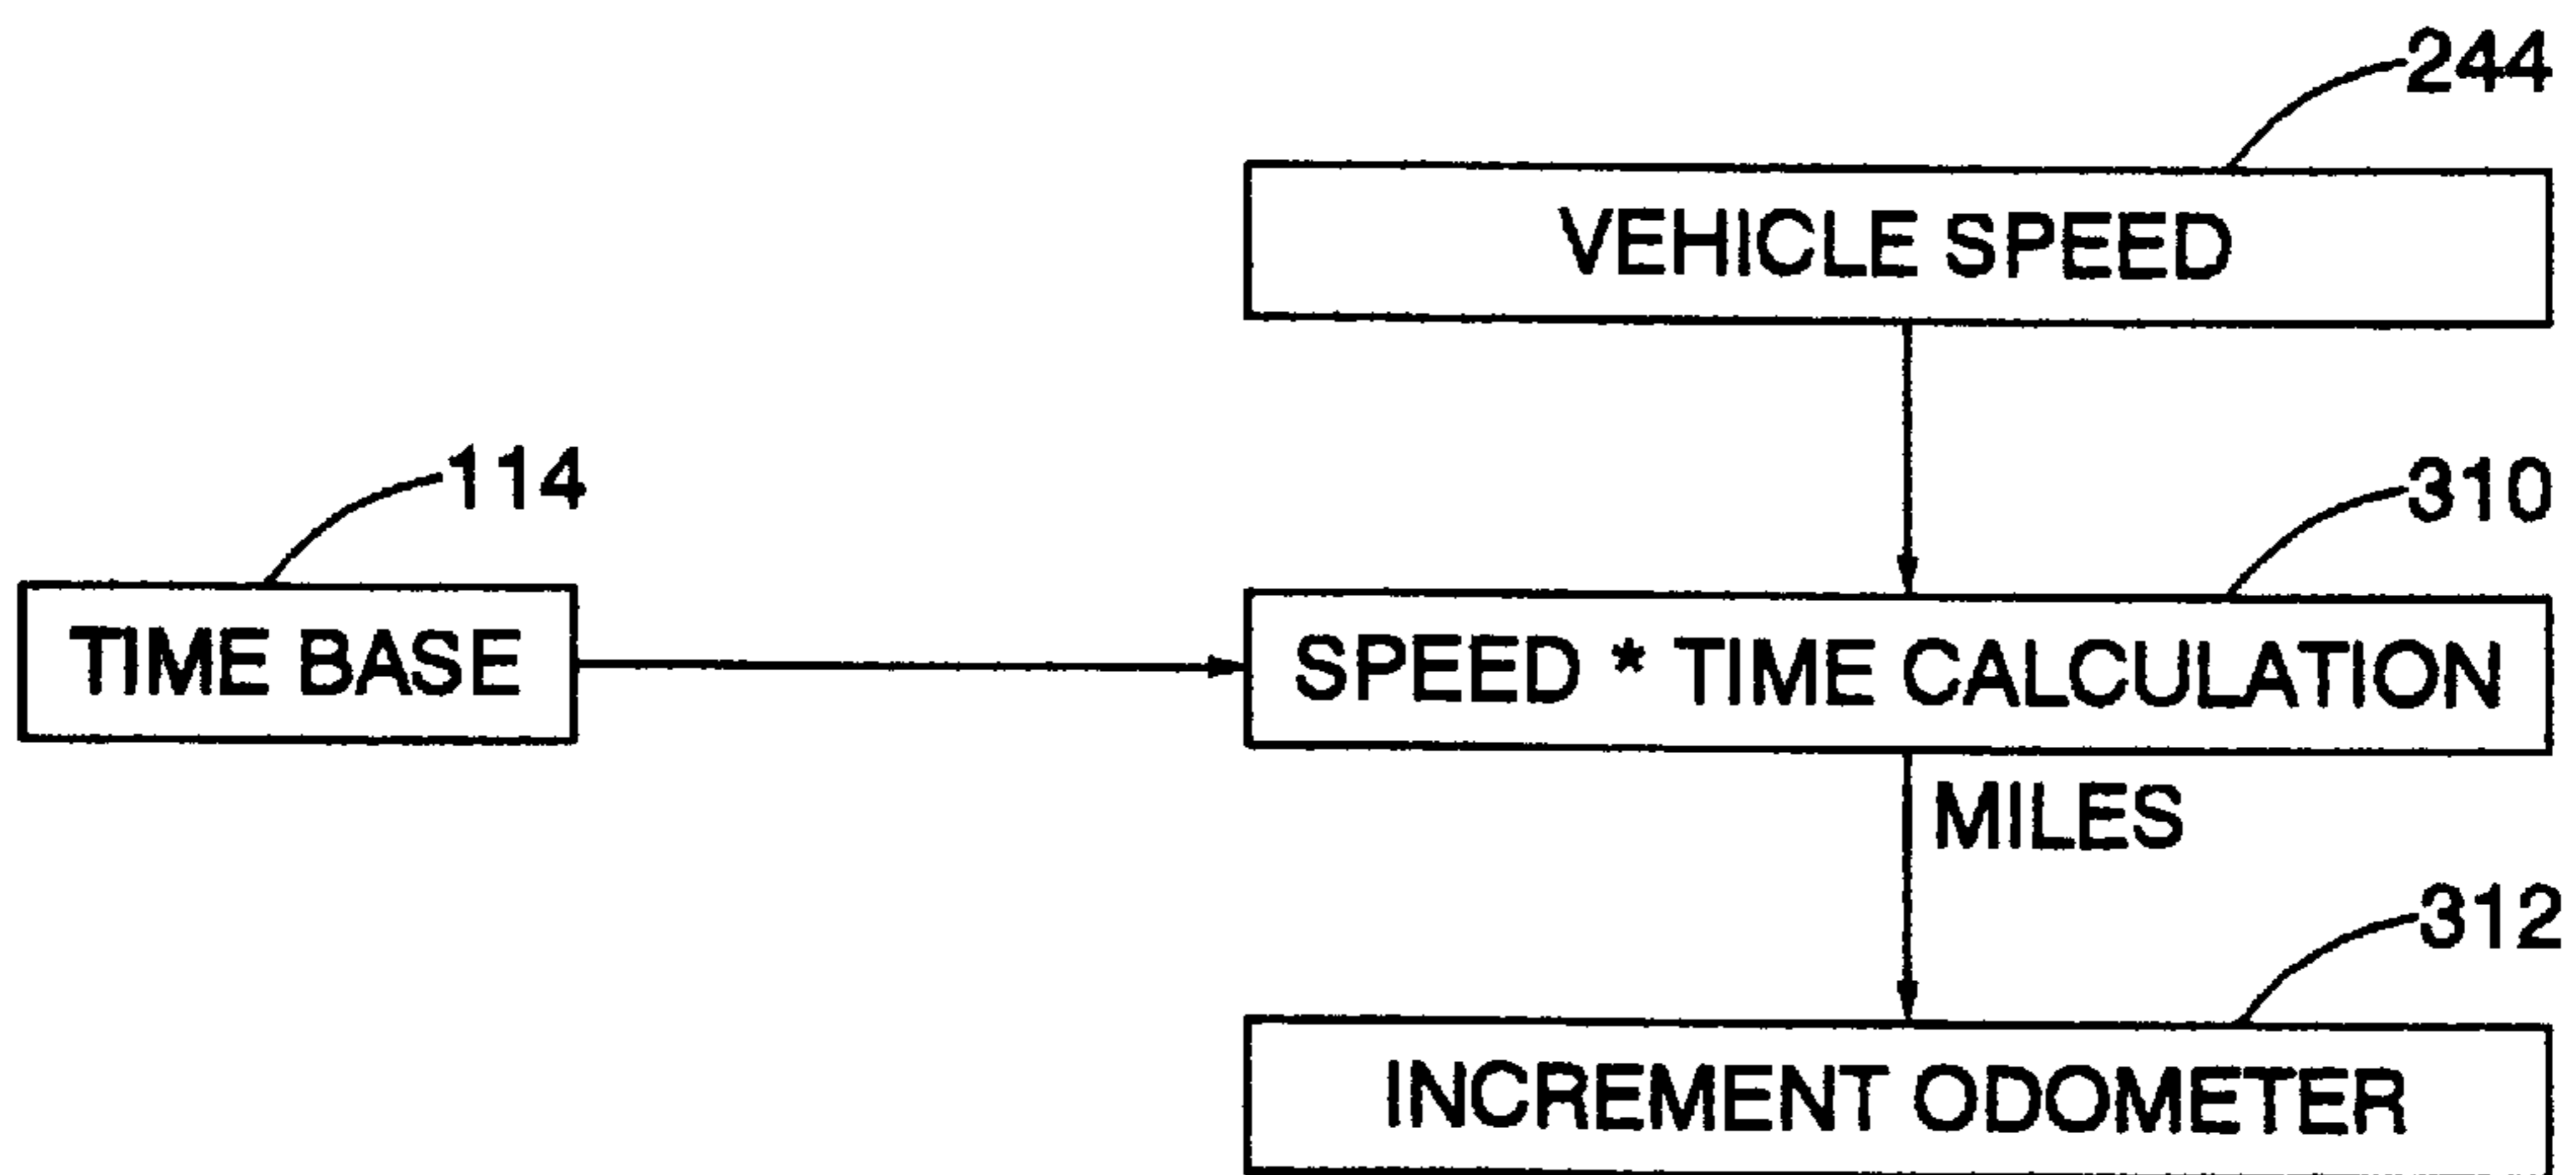 244
VEHICLE SPEED
114
310
TIME BASE
SPEED * TIME CALCULATION
MILES
312
INCREMENT ODOMETER